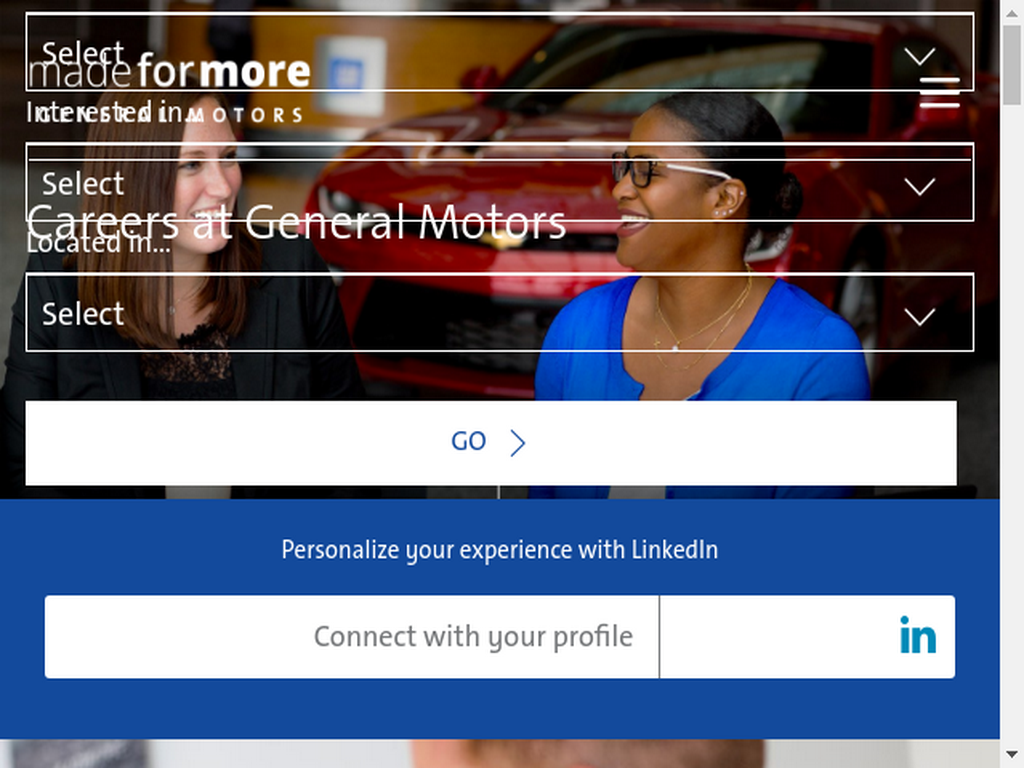 Select
made for more
Interested in...
GENERAL MOTORS
Select
Careers at General Motors
Located in...
Select
GO
Personalize your experience with LinkedIn
Connect with your profile
in